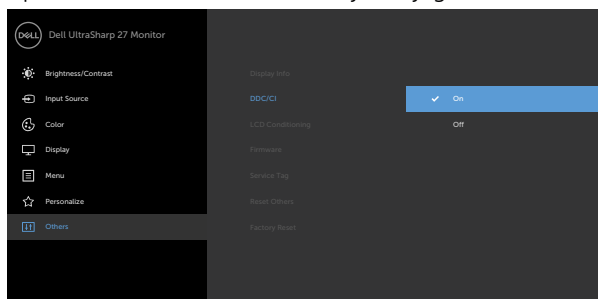 DELL Dell UltraSharp 27 Monitor
Brightness/Contrast
Display Info
Input Source
DDC/CI
On
Color
LCD Conditioning
Off
Display
Firmware
Menu
Service Tag
Personalize
Reset Others
Others
Factory Reset